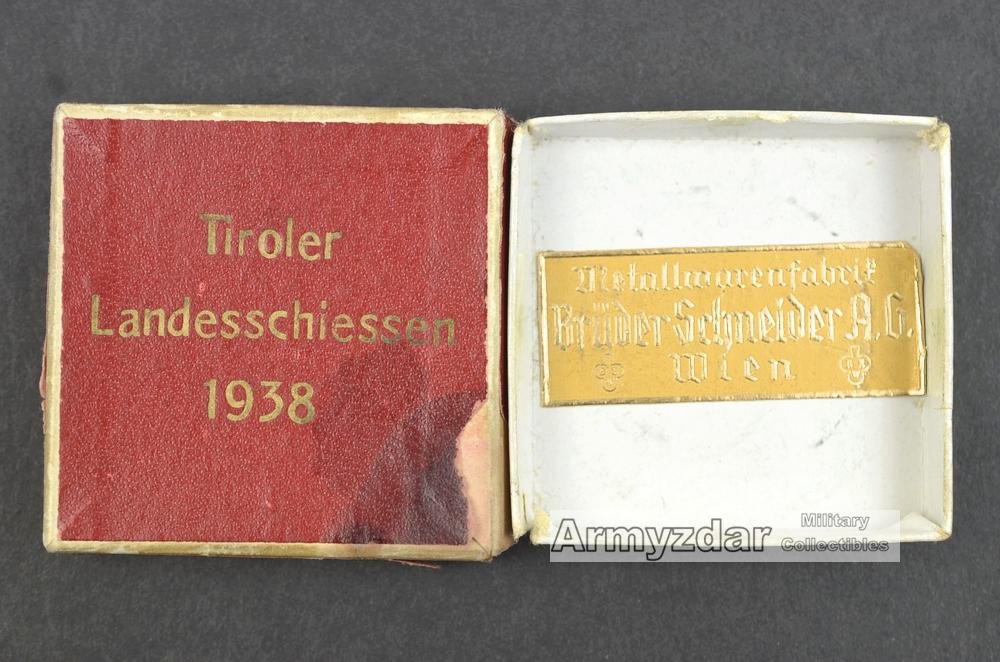 Tiroler
Landesschiessen
1938
Metallwarenfabrik
Brüder Schneider A.G.
Wien
Armyzdar Military
Collectibles